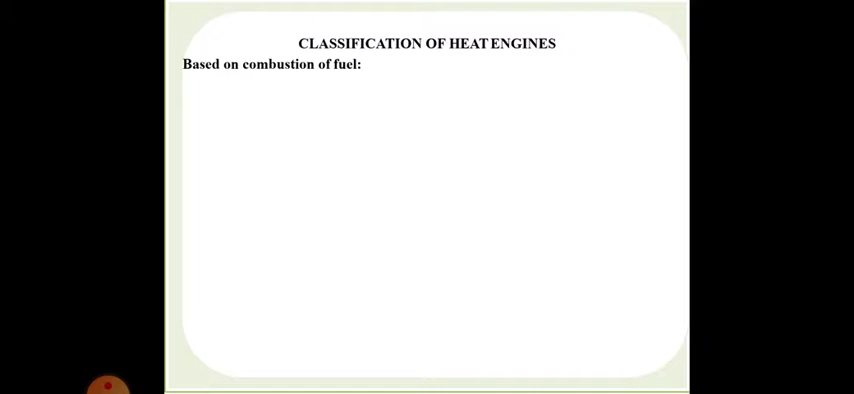 CLASSIFICATION OF HEAT ENGINES
Based on combustion of fuel: